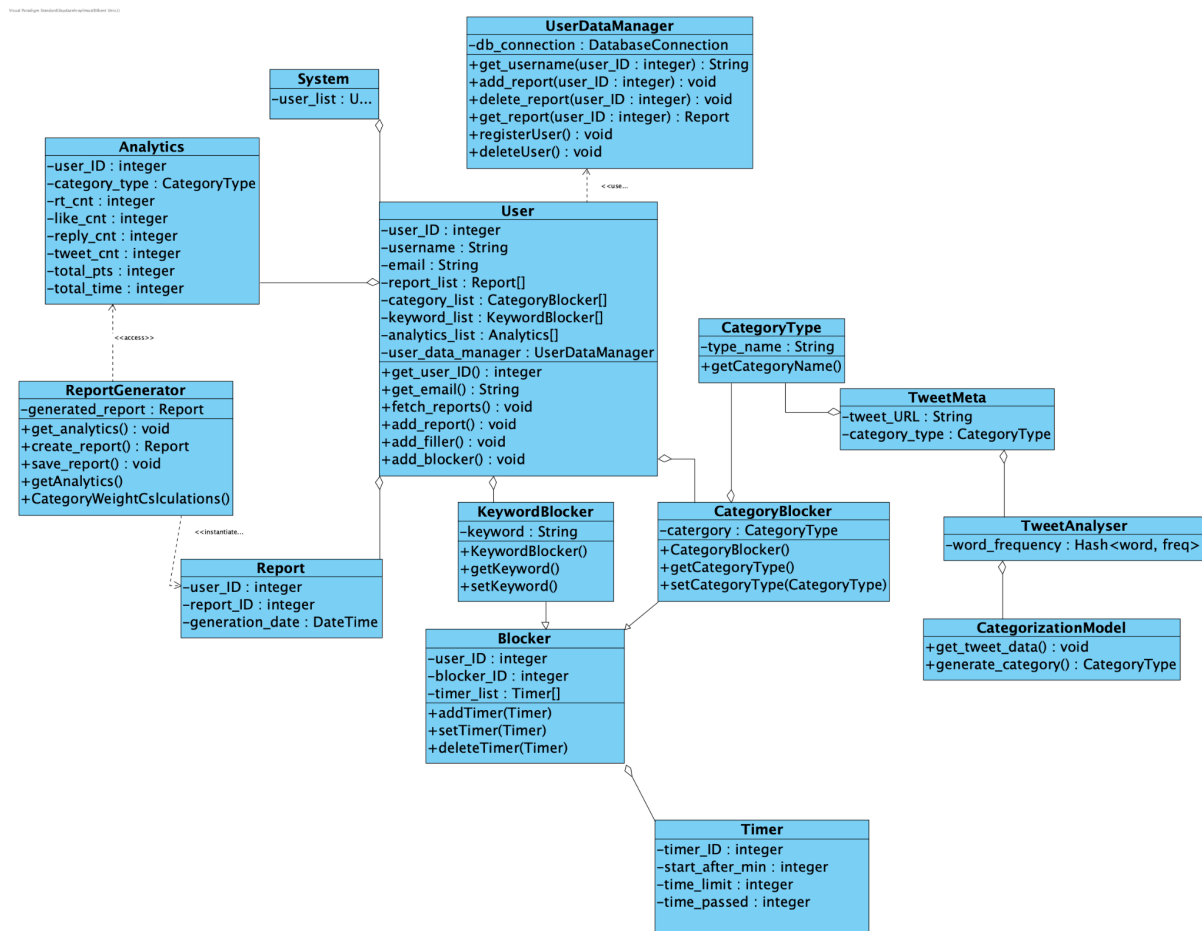 UserDataManager
-db_connection : DatabaseConnection
+get_username(user_ID : integer) : String
+add_report(user_ID : integer) : void
+delete_report(user_ID : integer) : void
+get_report(user_ID : integer) : Report
+registerUser() : void
+deleteUser() : void
System
-user_list : U...
Analytics
-user_ID : integer
-category_type : CategoryType
-rt_cnt : integer
-like_cnt : integer
-reply_cnt : integer
-tweet_cnt : integer
-total_pts : integer
-total_time : integer
<<use...
User
-user_ID : integer
-username : String
-email : String
-report_list : Report[]
-category_list : CategoryBlocker[]
-keyword_list : KeywordBlocker[]
-analytics_list : Analytics[]
-user_data_manager : UserDataManager
+get_user_ID() : integer
+get_email() : String
+fetch_reports() : void
+add_report() : void
+add_filler() : void
+add_blocker() : void
<<access>>
CategoryType
-type_name : String
+getCategoryName()
ReportGenerator
-generated_report : Report
+get_analytics() : void
+create_report() : Report
+save_report() : void
+getAnalytics()
+CategoryWeightCslculations()
TweetMeta
-tweet_URL : String
-category_type : CategoryType
<<instantiate...
KeywordBlocker
-keyword : String
+KeywordBlocker()
+getKeyword()
+setKeyword()
CategoryBlocker
-catergory : CategoryType
+CategoryBlocker()
+getCategoryType()
+setCategoryType(CategoryType)
TweetAnalyser
-word_frequency : Hash<word, freq>
Report
-user_ID : integer
-report_ID : integer
-generation_date : DateTime
CategorizationModel
+get_tweet_data() : void
+generate_category() : CategoryType
Blocker
-user_ID : integer
-blocker_ID : integer
-timer_list : Timer[]
+addTimer(Timer)
+setTimer(Timer)
+deleteTimer(Timer)
Timer
-timer_ID : integer
-start_after_min : integer
-time_limit : integer
-time_passed : integer